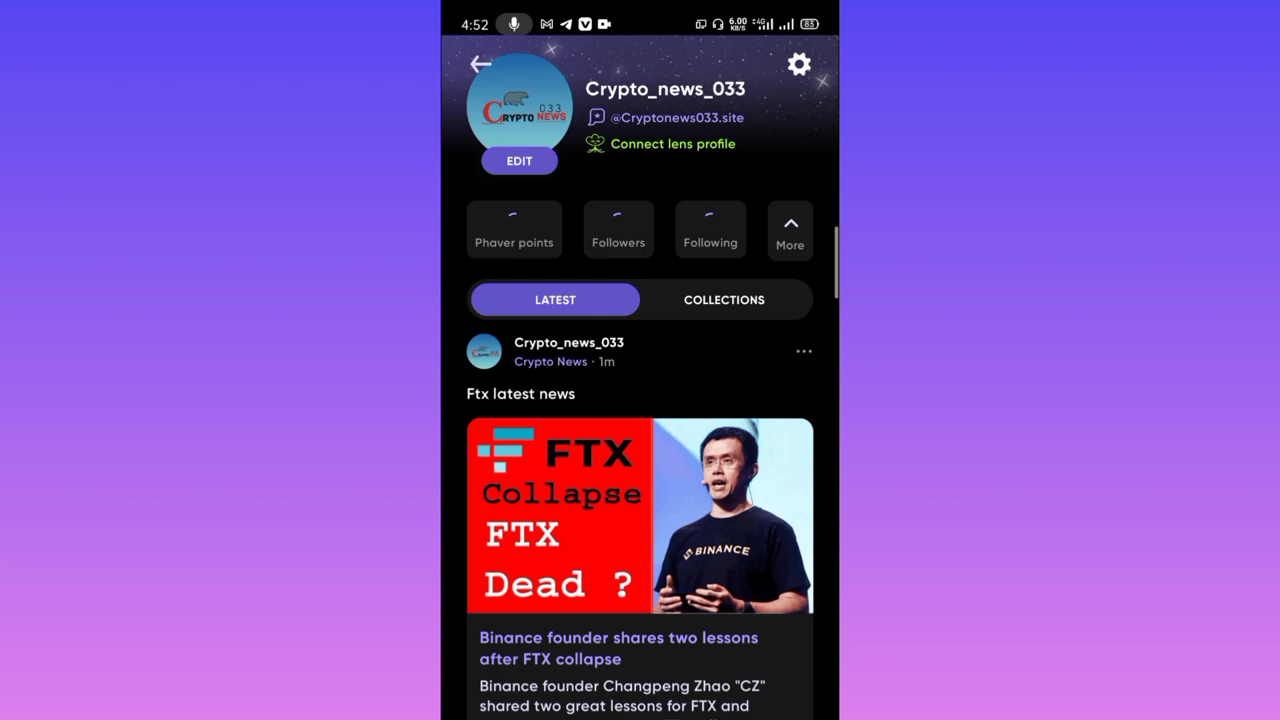 4:52
6.00
KB/S
4G
83
Crypto_news_033
@Cryptonews033.site
Connect lens profile
033
CRYPTO NEWS
EDIT
Phaver points
Followers
Following
More
LATEST
COLLECTIONS
Crypto_news_033
Crypto News · 1m
Ftx latest news
FTX
Collapse
FTX
Dead ?
BINANCE
Binance founder shares two lessons
after FTX collapse
Binance founder Changpeng Zhao "CZ"
shared two great lessons for FTX and